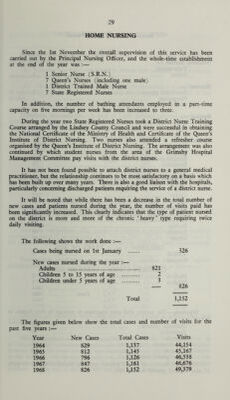 29
HOME NURSING
Since the 1st November the overall supervision of this service has been
carried out by the Principal Nursing Officer, and the whole-time establishment
at the end of the year was :—
1 Senior Nurse (S.R.N.)
7 Queen's Nurses (including one male)
1 District Trained Male Nurse
7 State Registered Nurses
In addition, the number of bathing attendants employed in a part-time
capacity on five mornings per week has been increased to three.
During the year two State Registered Nurses took a District Nurse Training
Course arranged by the Lindsey County Council and were successful in obtaining
the National Certificate of the Ministry of Health and Certificate of the Queen's
Institute of District Nursing. Two nurses also attended a refresher course
organised by the Queen's Institute of District Nursing. The arrangement was also
continued by which student nurses from the area of the Grimsby Hospital
Management Committee pay visits with the district nurses.
It has not been found possible to attach district nurses to a general medical
practitioner, but the relationship continues to be most satisfactory on a basis which
has been built up over many years. There is also a good liaison with the hospitals,
particularly concerning discharged patients requiring the service of a district nurse.
It will be noted that while there has been a decrease in the total number of
new cases and patients nursed during the year, the number of visits paid has
been significantly increased. This clearly indicates that the type of patient nursed
on the district is more and more of the chronic "heavy" type requiring twice
daily visiting.
The following shows the work done :—
Cases being nursed on 1st January 326
New cases nursed during the year :—
Adults 821
Children 5 to 15 years of age 2
Children under 5 years of age 3
826
Total 1,152
The figures given below show the total cases and number of visits for the
past five years :—
Year New Cases Total Cases Visits
1964 829 1,137 44,254
1965 812 1,145 45,267
1966 796 1,126 46,538
1967 847 1,161 46,676
1968 826 1,152 49,579